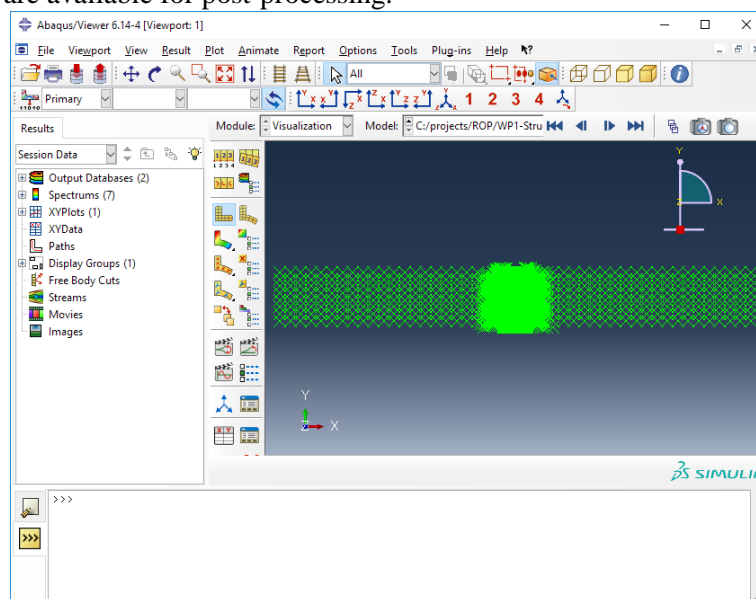 are available for post-processing.
Abaqus/Viewer 6.14-4 [Viewport: 1]
File Viewport View Result Plot Animate Report Options Tools Plug-ins Help
All
Primary
1 2 3 4
Results
Module: Visualization Model: C:/projects/ROP/WP1-Stru
Session Data
Output Databases (2)
Spectrums (7)
XYPlots (1)
XYData
Paths
Display Groups (1)
Free Body Cuts
Streams
Movies
Images
Y
X
Z
Y
X
SIMULI
>>>
>>>